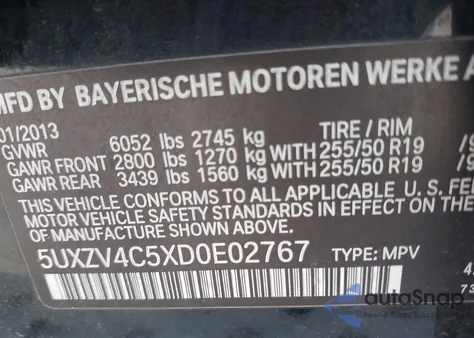 MFD BY BAYERISCHE MOTOREN WERKE A
01/2013
GVWR 6052 lbs 2745 kg TIRE / RIM
GAWR FRONT 2800 lbs 1270 kg WITH 255/50 R19
GAWR REAR 3439 lbs 1560 kg WITH 255/50 R19
THIS VEHICLE CONFORMS TO ALL APPLICABLE U. S. FE
MOTOR VEHICLE SAFETY STANDARDS IN EFFECT ON THE
DATE OF MANUFACTURE SHOWN ABOVE.
5UXZV4C5XD0E02767 TYPE: MPV
autoSnap